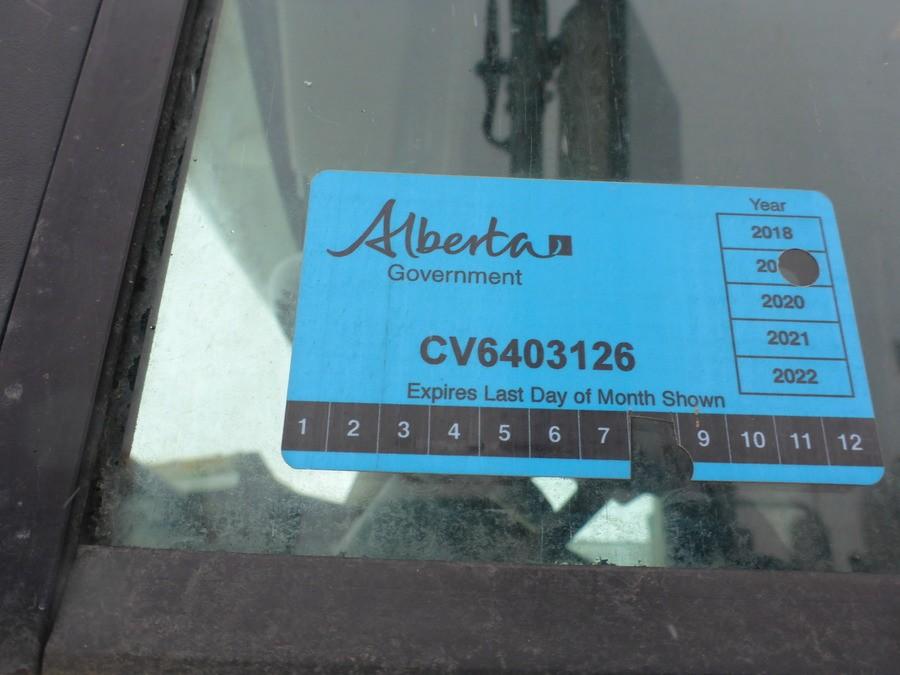 Alberta
Government
Year
2018
20
2020
2021
2022
CV6403126
Expires Last Day of Month Shown
1 2 3 4 5 6 7 9 10 11 12